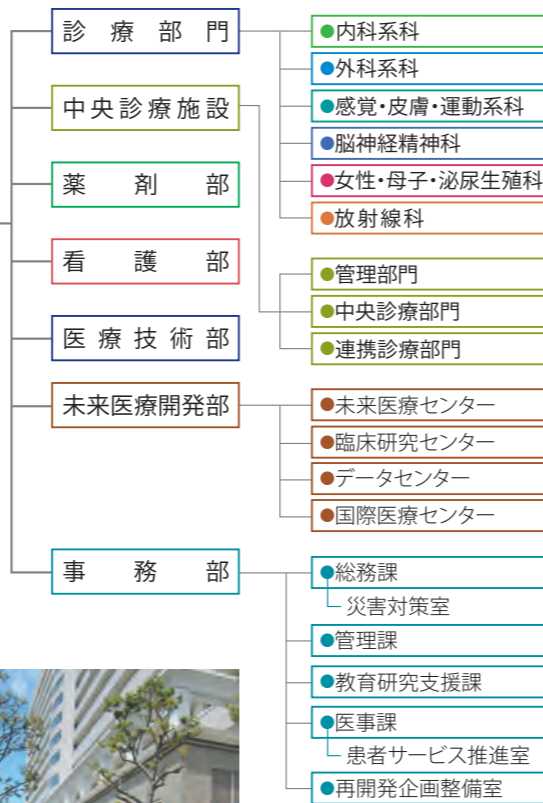 診療部門
●内科系科
●外科系科
●感覚・皮膚・運動系科
●脳神経精神科
●女性・母子・泌尿生殖科
●放射線科
中央診療施設
●管理部門
●中央診療部門
●連携診療部門
薬剤部
看護部
医療技術部
未来医療開発部
●未来医療センター
●臨床研究センター
●データセンター
●国際医療センター
事務部
●総務課
災害対策室
●管理課
●教育研究支援課
●医事課
患者サービス推進室
●再開発企画整備室